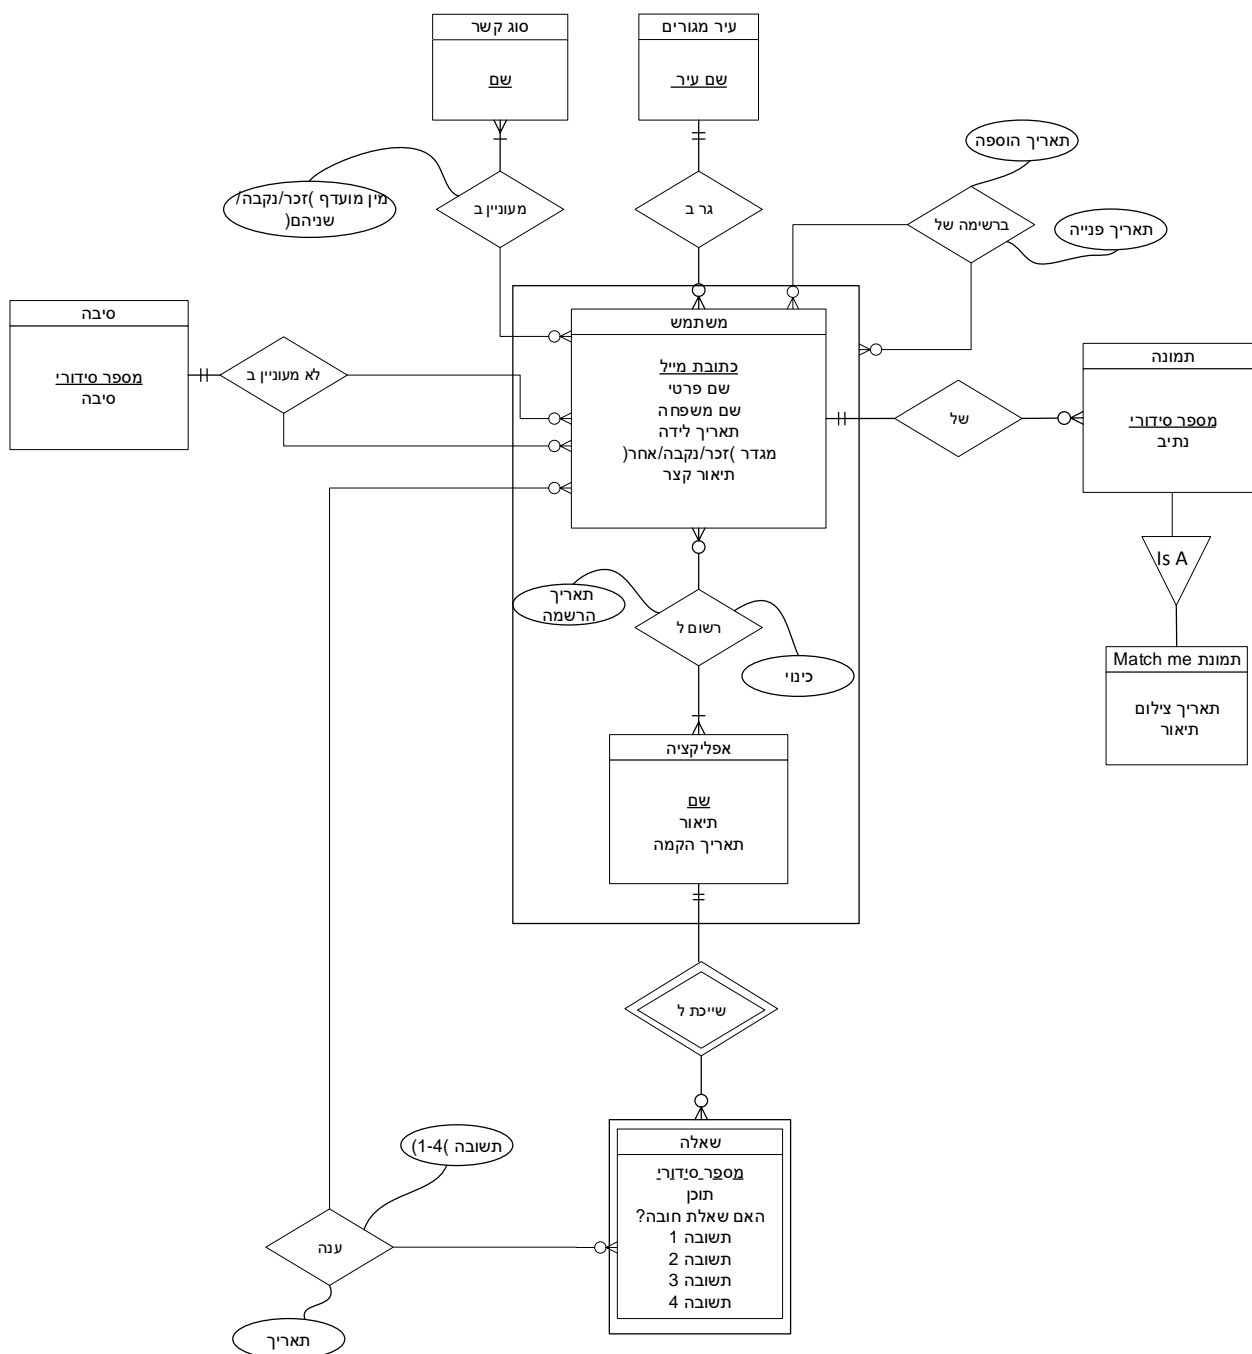 סוג קשר
שם
עיר מגורים
שם עיר
תאריך הוספה
מין מועדף )זכר/נקבה/
שניהם(
מעוניין ב
גר ב
ברשימה של
תאריך פנייה
סיבה
מספר סידורי
סיבה
לא מעוניין ב
משתמש
כתובת מייל
שם פרטי
שם משפחה
תאריך לידה
מגדר )זכר/נקבה/אחר(
תיאור קצר
של
תמונה
מספר סידורי
נתיב
Is A
תמונת Match me
תאריך צילום
תיאור
תאריך
הרשמה
רשום ל
כינוי
אפליקציה
שם
תיאור
תאריך הקמה
שייכת ל
שאלה
מספר סידורי
תוכן
האם שאלת חובה?
תשובה 1
תשובה 2
תשובה 3
תשובה 4
תשובה )1-4)
ענה
תאריך